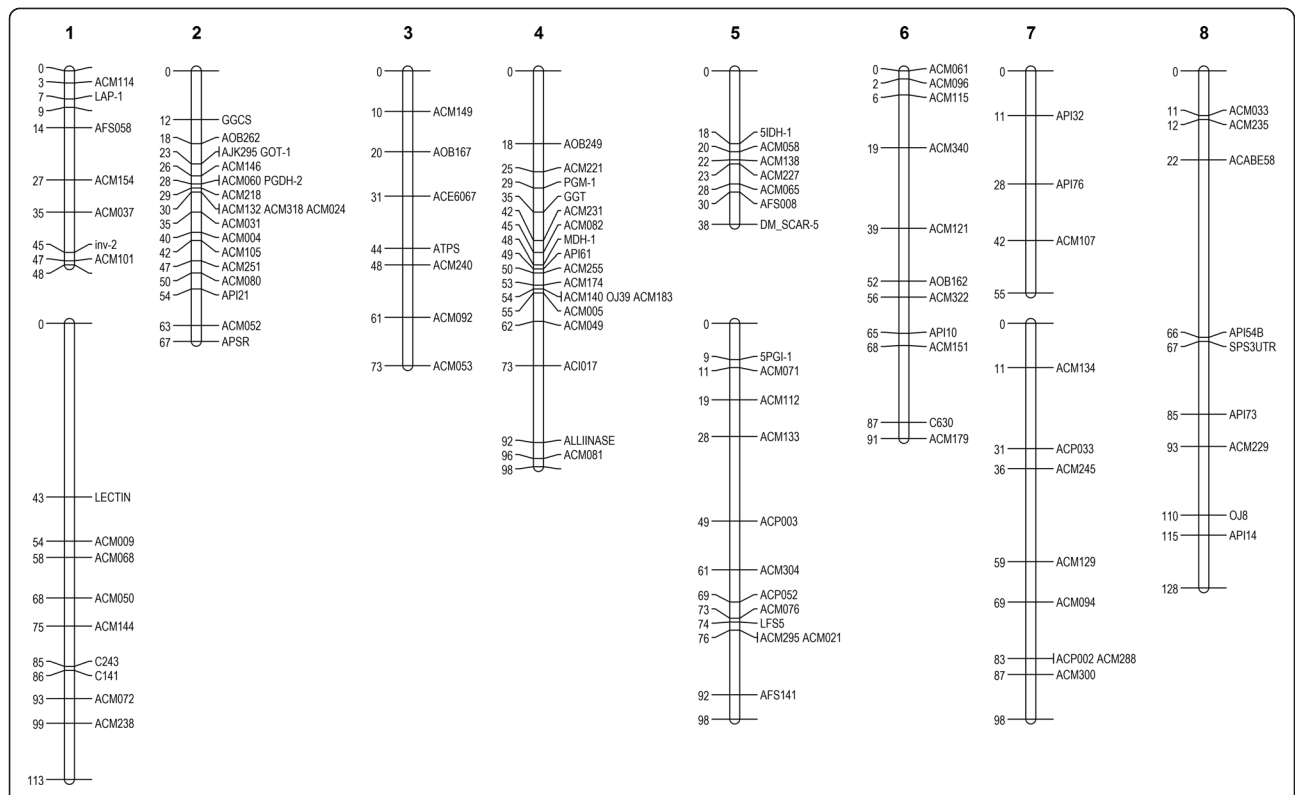 1 2 3 4 5 6 7 8
0
3 ACM114
7 LAP-1
9
14 AFS058
27 ACM154
35 ACM037
45 inv-2
47 ACM101
48
0
43 LECTIN
54 ACM009
58 ACM068
68 ACM050
75 ACM144
85 C243
86 C141
93 ACM072
99 ACM238
113
0
12 GGCS
18 AOB262
23 AJK295 GOT-1
26 ACM146
28 ACM060 PGDH-2
29 ACM218
30 ACM132 ACM318 ACM024
35 ACM031
40 ACM004
42 ACM105
47 ACM251
50 ACM080
54 API21
63 ACM052
67 APSR
0
10 ACM149
20 AOB167
31 ACE6067
44 ATPS
48 ACM240
61 ACM092
73 ACM053
0
18 AOB249
25 ACM221
29 PGM-1
35 GGT
42 ACM231
45 ACM082
48 MDH-1
49 API61
50 ACM255
53 ACM174
54 ACM140 OJ39 ACM183
55 ACM005
62 ACM049
73 ACI017
92 ALLIINASE
96 ACM081
98
0
18 5IDH-1
20 ACM058
22 ACM138
23 ACM227
28 ACM065
30 AFS008
38 DM_SCAR-5
0
9 5PGI-1
11 ACM071
19 ACM112
28 ACM133
49 ACP003
61 ACM304
69 ACP052
73 ACM076
74 LFS5
76 ACM295 ACM021
92 AFS141
98
0 ACM061
2 ACM096
6 ACM115
19 ACM340
39 ACM121
52 AOB162
56 ACM322
65 API10
68 ACM151
87 C630
91 ACM179
0
11 API32
28 API76
42 ACM107
55
0
11 ACM134
31 ACP033
36 ACM245
59 ACM129
69 ACM094
83 ACP002 ACM288
87 ACM300
98
0
11 ACM033
12 ACM235
22 ACABE58
66 API54B
67 SPS3UTR
85 API73
93 ACM229
110 OJ8
115 API14
128